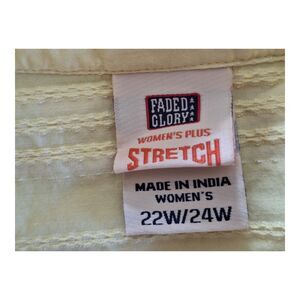 FADED
GLORY
WOMEN'S PLUS
STRETCH
MADE IN INDIA
WOMEN'S
22W/24W